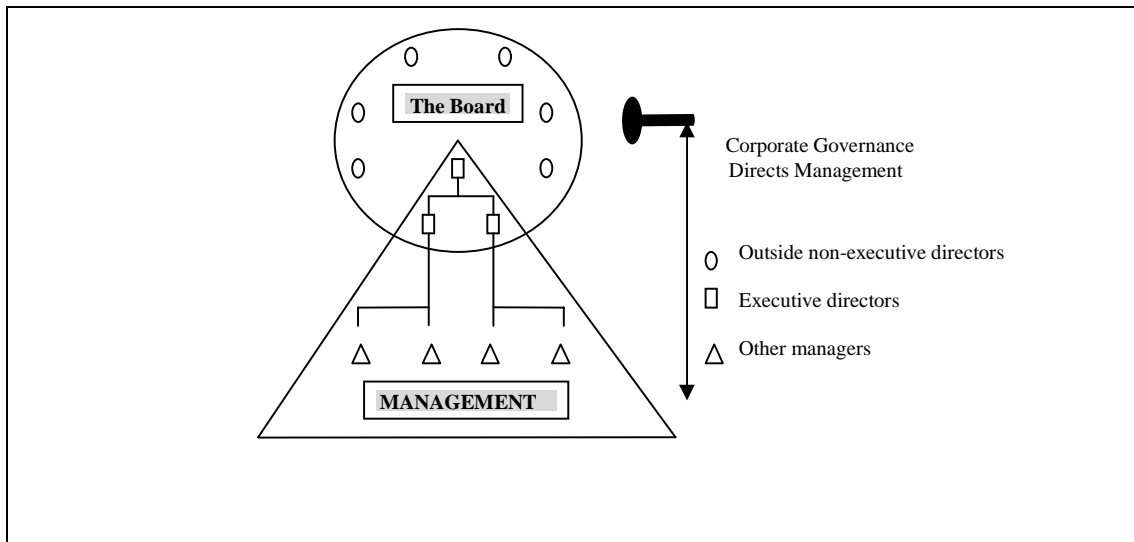 The Board
Corporate Governance
Directs Management
Outside non-executive directors
Executive directors
Other managers
MANAGEMENT